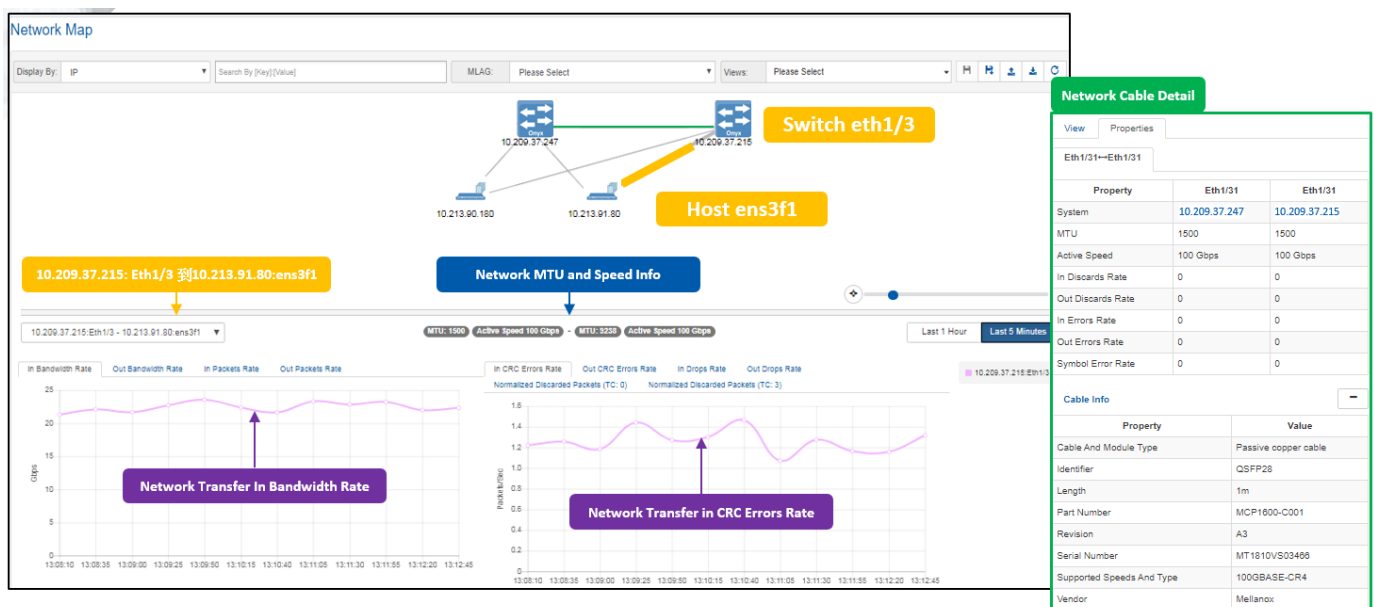 Network Map
Display By: IP Search By [Key]:[Value] MLAG: Please Select Views: Please Select
Onyx Onyx
10.209.37.247 10.209.37.215
Switch eth1/3
10.213.90.180 10.213.91.80
Host ens3f1
10.209.37.215: Eth1/3 到10.213.91.80:ens3f1
Network MTU and Speed Info
10.209.37.215:Eth1/3 - 10.213.91.80:ens3f1
MTU: 1500 Active Speed 100 Gbps - MTU: 5238 Active Speed 100 Gbps
Last 1 Hour Last 5 Minutes
In Bandwidth Rate Out Bandwidth Rate In Packets Rate Out Packets Rate
25
20
15
10
5
0
Gbps
Network Transfer In Bandwidth Rate
13:08:10 13:08:35 13:09:00 13:09:25 13:09:50 13:10:15 13:10:40 13:11:05 13:11:30 13:11:55 13:12:20 13:12:45
In CRC Errors Rate Out CRC Errors Rate In Drops Rate Out Drops Rate
Normalized Discarded Packets (TC: 0) Normalized Discarded Packets (TC: 3)
10.209.37.215:Eth1/3
1.6
1.4
1.2
1.0
0.8
0.6
0.4
0.2
0
Packets/Sec
Network Transfer in CRC Errors Rate
13:08:10 13:08:35 13:09:00 13:09:25 13:09:50 13:10:15 13:10:40 13:11:05 13:11:30 13:11:55 13:12:20 13:12:45
Network Cable Detail
View Properties
Eth1/31↔Eth1/31
Property Eth1/31 Eth1/31
System 10.209.37.247 10.209.37.215
MTU 1500 1500
Active Speed 100 Gbps 100 Gbps
In Discards Rate 0 0
Out Discards Rate 0 0
In Errors Rate 0 0
Out Errors Rate 0 0
Symbol Error Rate 0 0
Cable Info
Property Value
Cable And Module Type Passive copper cable
Identifier QSFP28
Length 1m
Part Number MCP1600-C001
Revision A3
Serial Number MT1810VS03466
Supported Speeds And Type 100GBASE-CR4
Vendor Mellanox